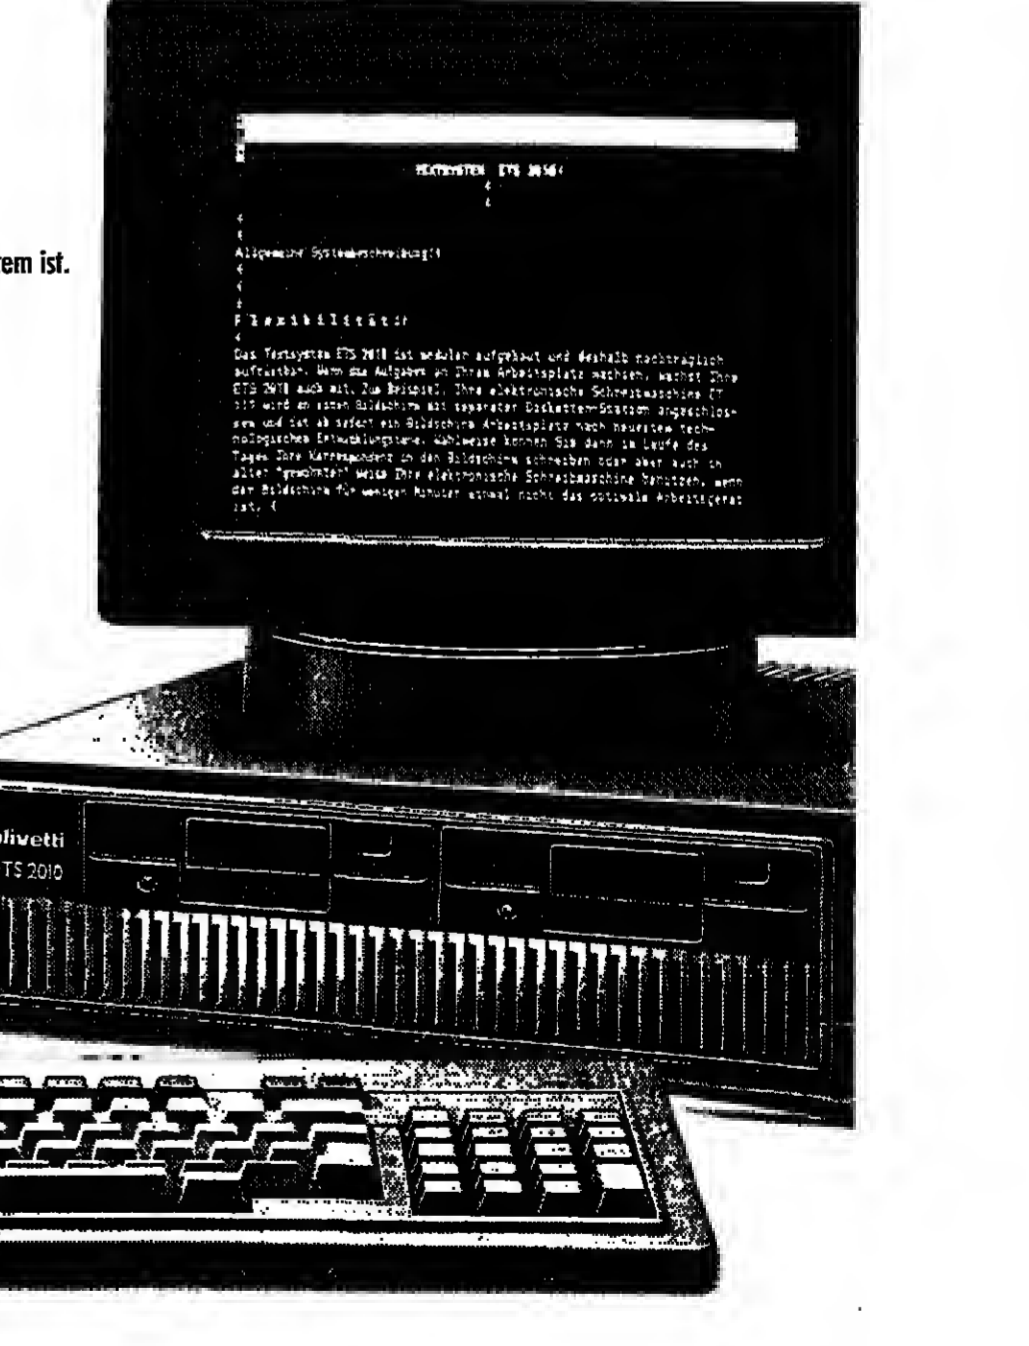 TEXTSYSTEM ETS
em ist.
Allgemeine Systembeschreibung
F l e x i b i l i t ä t
Das Textsystem ETS 2010 ist modular aufgebaut und deshalb nachträglich
aufrüstbar. Wenn die Aufgaben an Ihrem Arbeitsplatz wachsen, wächst Ihre
ETS 2010 auch mit. Zum Beispiel: Ihre elektronische Schreibmaschine ET
wird an einen Bildschirm mit separater Disketten-Station angeschlos-
sen und ist ab sofort ein Bildschirm Arbeitsplatz nach neuestem tech-
nologischen Wahlweise können Sie dann im Laufe des
Tages Ihre Korrespondenz in den Bildschirm schreiben oder aber auch in
alter "gewohnter" Weise Ihre elektronische Schreibmaschine benutzen, wenn
der Bildschirm für wenige Minuten einmal nicht das optimale Arbeitsgerät
ist.
olivetti
TS 2010